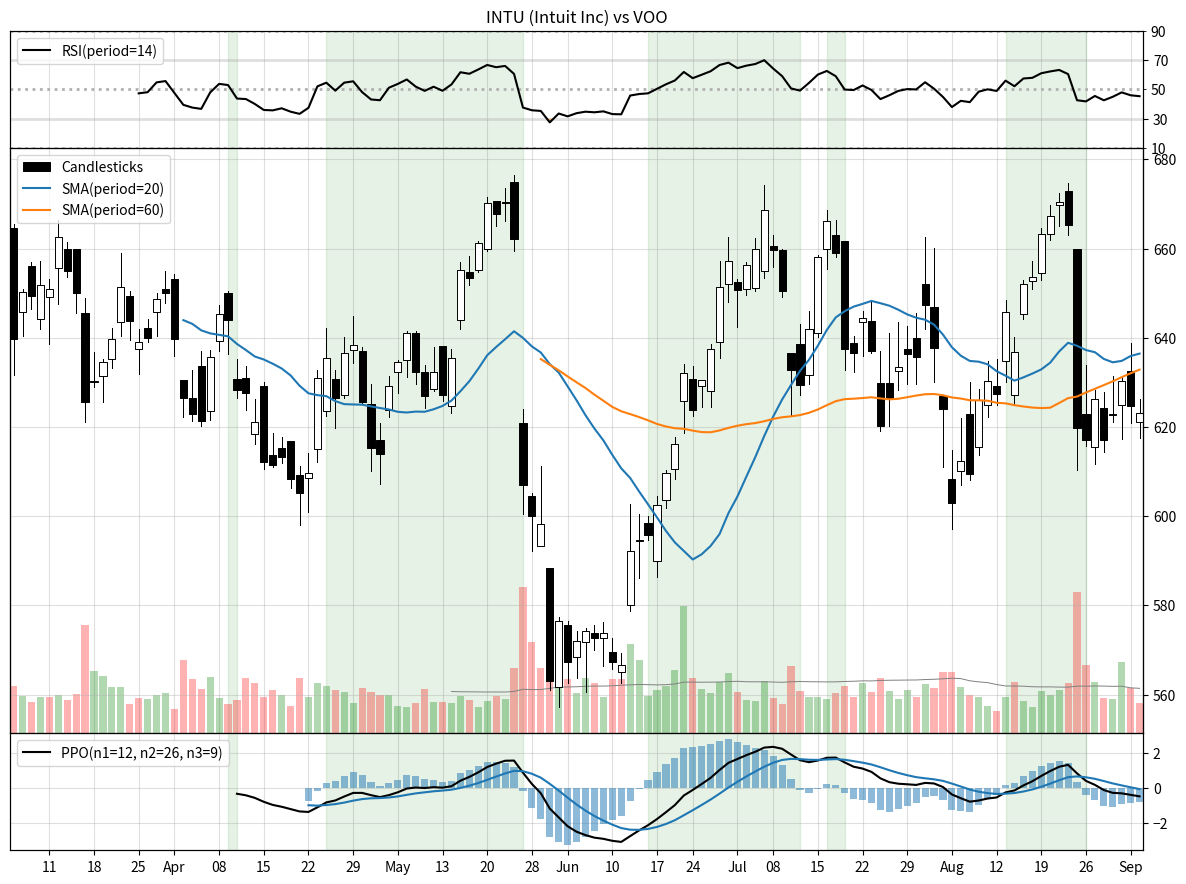 INTU (Intuit Inc) vs VOO
RSI(period=14)
90
70
50
30
10
Candlesticks
SMA(period=20)
SMA(period=60)
680
660
640
620
600
580
560
PPO(n1=12, n2=26, n3=9)
2
0
−2
11 18 25 Apr 08 15 22 29 May 13 20 28 Jun 10 17 24 Jul 08 15 22 29 Aug 12 19 26 Sep